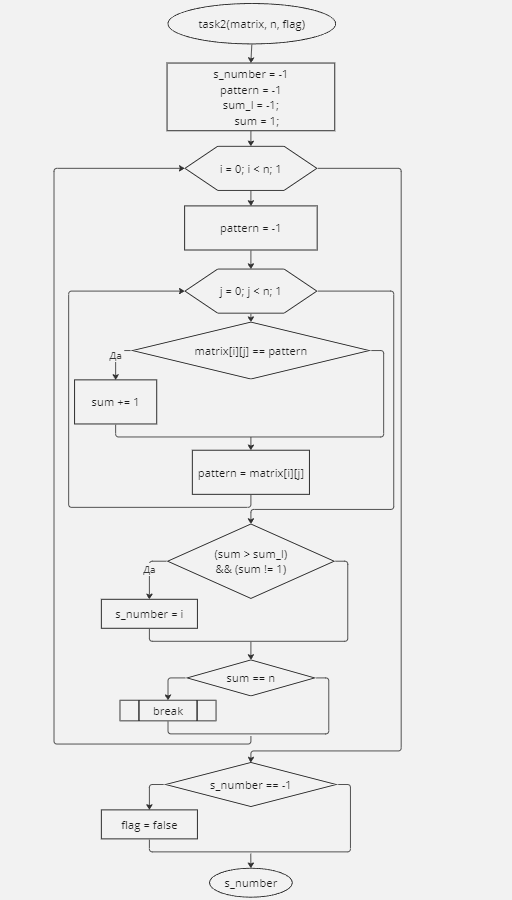 task2(matrix, n, flag)
s_number = -1
pattern = -1
sum_l = -1;
sum = 1;
i = 0; i < n; 1
pattern = -1
j = 0; j < n; 1
matrix[i][j] == pattern
Да
sum += 1
pattern = matrix[i][j]
(sum > sum_l)
&& (sum != 1)
Да
s_number = i
sum == n
break
s_number == -1
flag = false
s_number